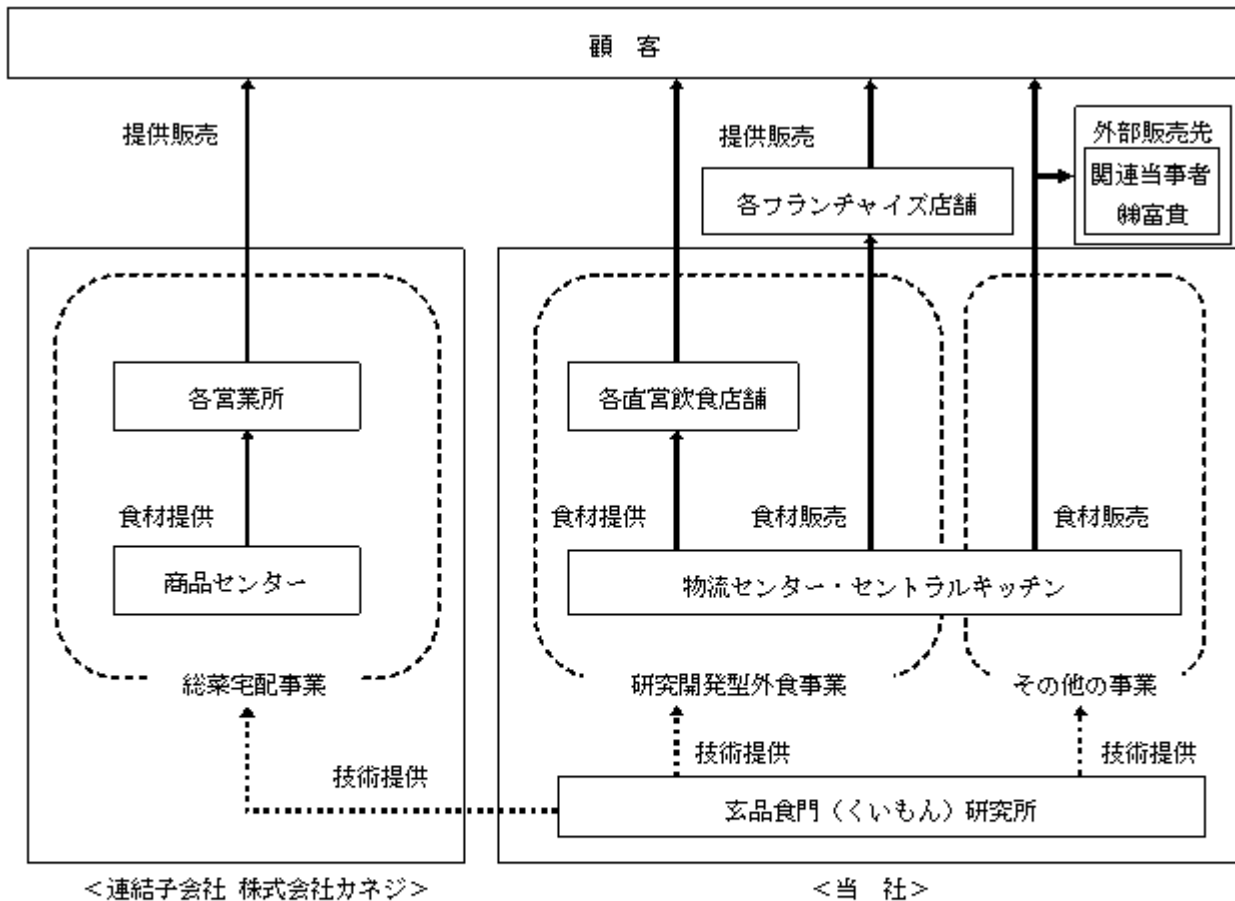 顧 客
提供販売
提供販売
外部販売先
関連当事者
㈱富貴
各フランチャイズ店舗
各営業所
各直営飲食店舗
食材提供
食材提供
食材販売
食材販売
商品センター
物流センター・セントラルキッチン
総菜宅配事業
研究開発型外食事業
その他の事業
技術提供
技術提供
技術提供
玄品食門（くいもん）研究所
＜連結子会社 株式会社カネジ＞
＜当 社＞